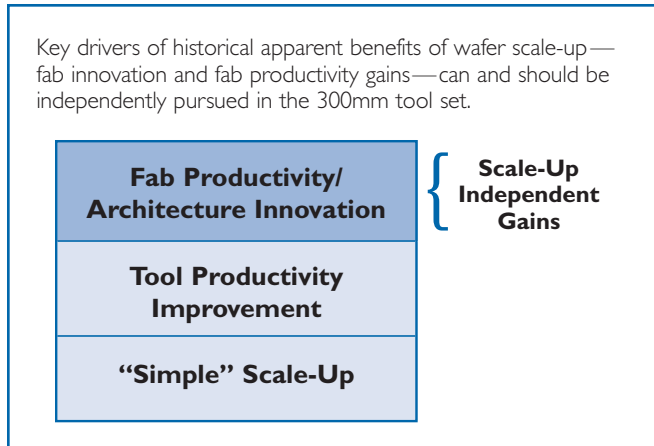 Key drivers of historical apparent benefits of wafer scale-up—
fab innovation and fab productivity gains—can and should be
independently pursued in the 300mm tool set.
Fab Productivity/
Architecture Innovation
Scale-Up
Independent
Gains
Tool Productivity
Improvement
“Simple” Scale-Up